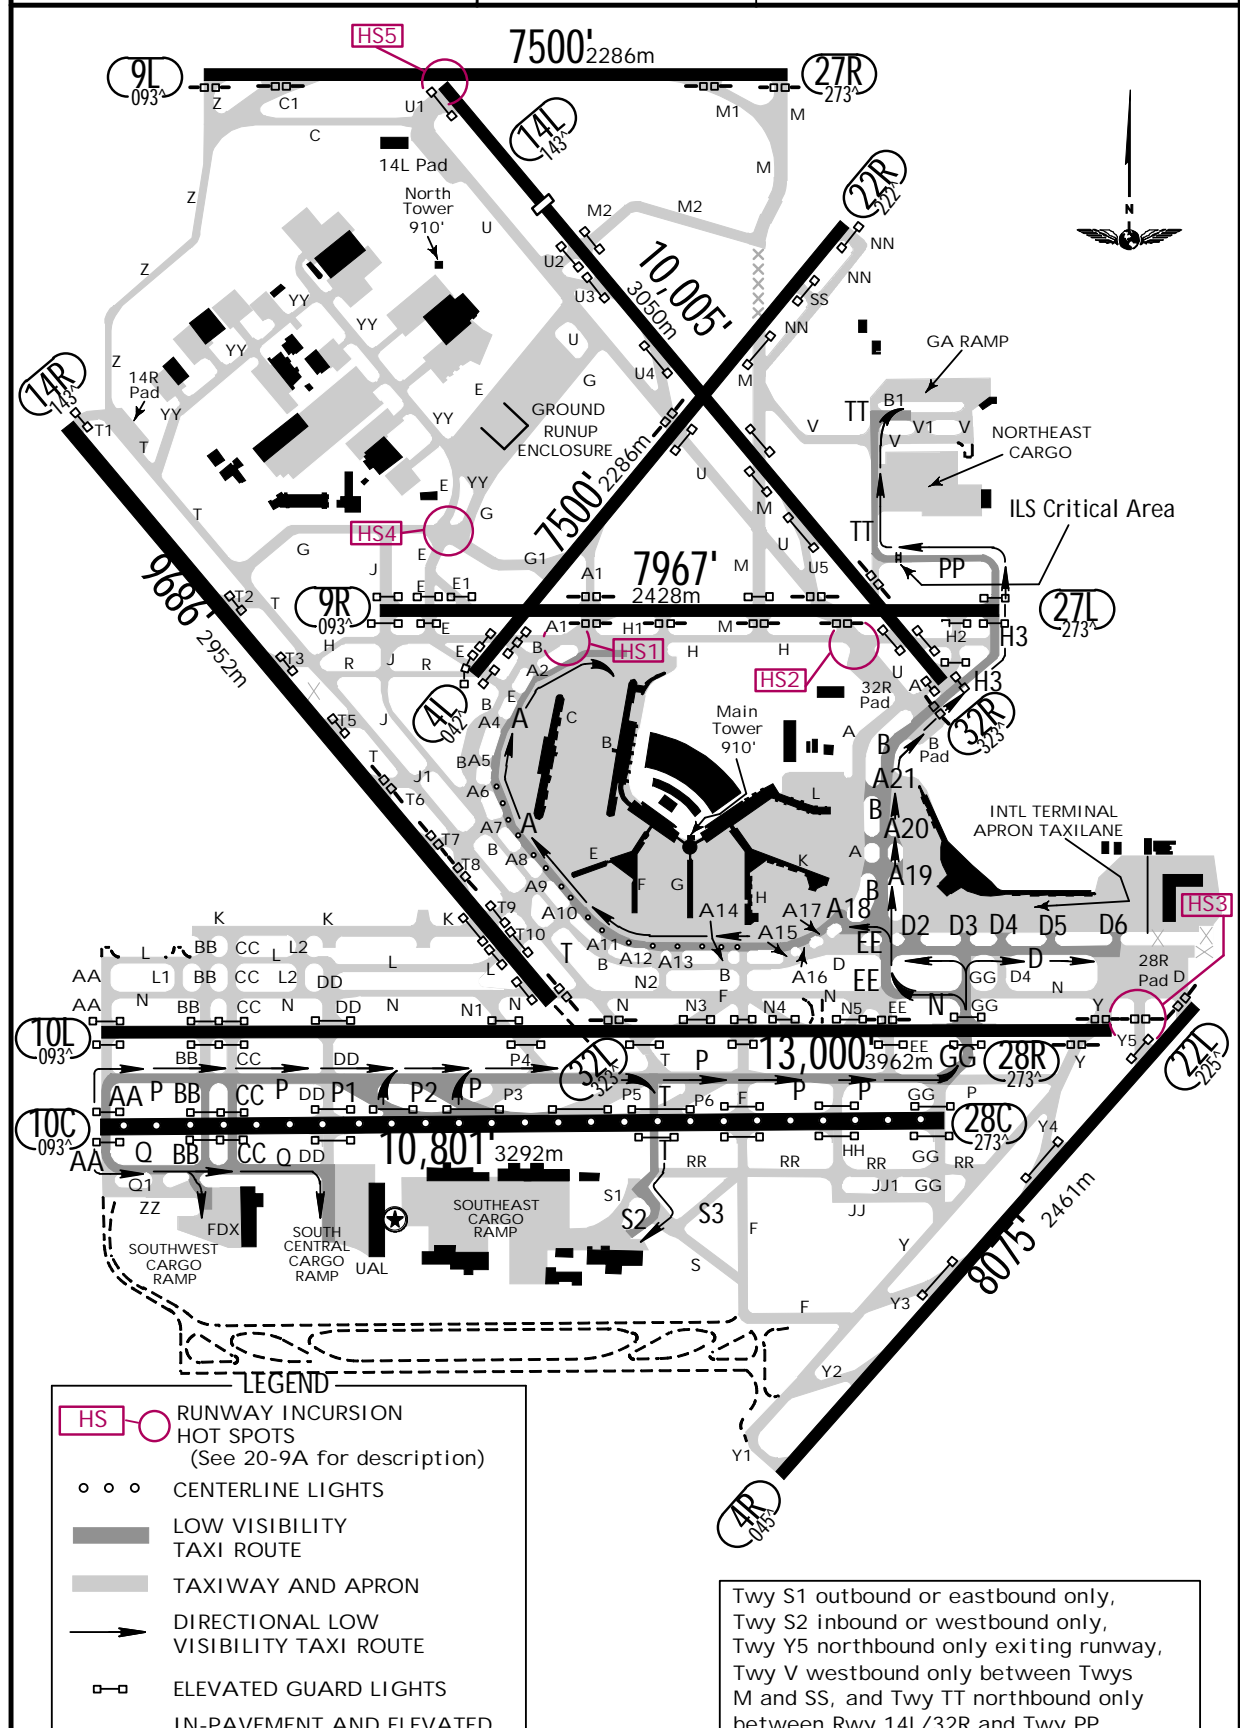 HS5
7500' 2286m
9L
093^
27R
273^
Z
C1
U1
M1
M
C
14L
143^
14L Pad
22R
222^
North
Tower
910'
M
Z
U
M2
M2
N
NN
U2
10,005'
3050m
Z
U3
NN
SS
YY
YY
NN
YY
U
U4
GA RAMP
Z
14R
143^
14R
Pad
YY
E
G
M
B1
TT
V1
V
V
V
T1
T
YY
GROUND
RUNUP
ENCLOSURE
NORTHEAST
CARGO
7500' 2286m
U
E
YY
M
ILS Critical Area
T
G
HS4
U
TT
G
E
G1
7967'
2428m
M
U5
PP
J
A1
9686' 2952m
T2
T
9R
093^
E
E1
27L
273^
H
E
A1
H1
M
H2
H3
B
HS1
H
H
HS2
T3
R
J
R
E
A2
U
A
H3
E
32R
Pad
4L
042^
B
A
C
32R
323^
T5
J
A4
B
Main
Tower
910'
A
B
B
Pad
T
J1
B
A5
A21
T6
A6
L
INTL TERMINAL
APRON TAXILANE
B
A20
T7
A7
A
B
T8
A8
E
K
A
A19
A9
F
G
H
B
HS3
T9
A10
A14
A17
A18
K
K
K
T10
A11
A15
EE
D2
D3
D4
D5
D6
BB
CC
L2
T
A12
A13
L
L
L
B
B
A16
D
D
28R
Pad
D
AA
L1
BB
CC
L2
DD
L
N2
EE
GG
D4
N
AA
N
N
DD
N
N1
N
N
N3
F
N4
N
N5
EE
N
GG
Y
BB
CC
10L
093^
Y5
13,000' 3962m
EE
28R
273^
22L
225^
BB
CC
DD
P4
32L
323^
T
P
GG
Y
AA
P
BB
CC
P
DD
P1
P2
P
P3
P5
T
P6
F
P
P
GG
P
10C
093^
28C
273^
Y4
AA
Q
BB
CC
Q
DD
10,801' 3292m
T
RR
RR
HH
RR
GG
RR
Q1
ZZ
S1
JJ1
GG
FDX
SOUTHWEST
CARGO
RAMP
SOUTH
CENTRAL
CARGO
RAMP
UAL
SOUTHEAST
CARGO
RAMP
S2
S3
F
JJ
2461m
8075'
Y
S
F
Y3
Y2
Y1
4R
045^
LEGEND
HS
RUNWAY INCURSION
HOT SPOTS
(See 20-9A for description)
CENTERLINE LIGHTS
LOW VISIBILITY
TAXI ROUTE
TAXIWAY AND APRON
DIRECTIONAL LOW
VISIBILITY TAXI ROUTE
ELEVATED GUARD LIGHTS
IN-PAVEMENT AND ELEVATED
Twy S1 outbound or eastbound only,
Twy S2 inbound or westbound only,
Twy Y5 northbound only exiting runway,
Twy V westbound only between Twys
M and SS, and Twy TT northbound only
between Rwy 14L/32R and Twy PP